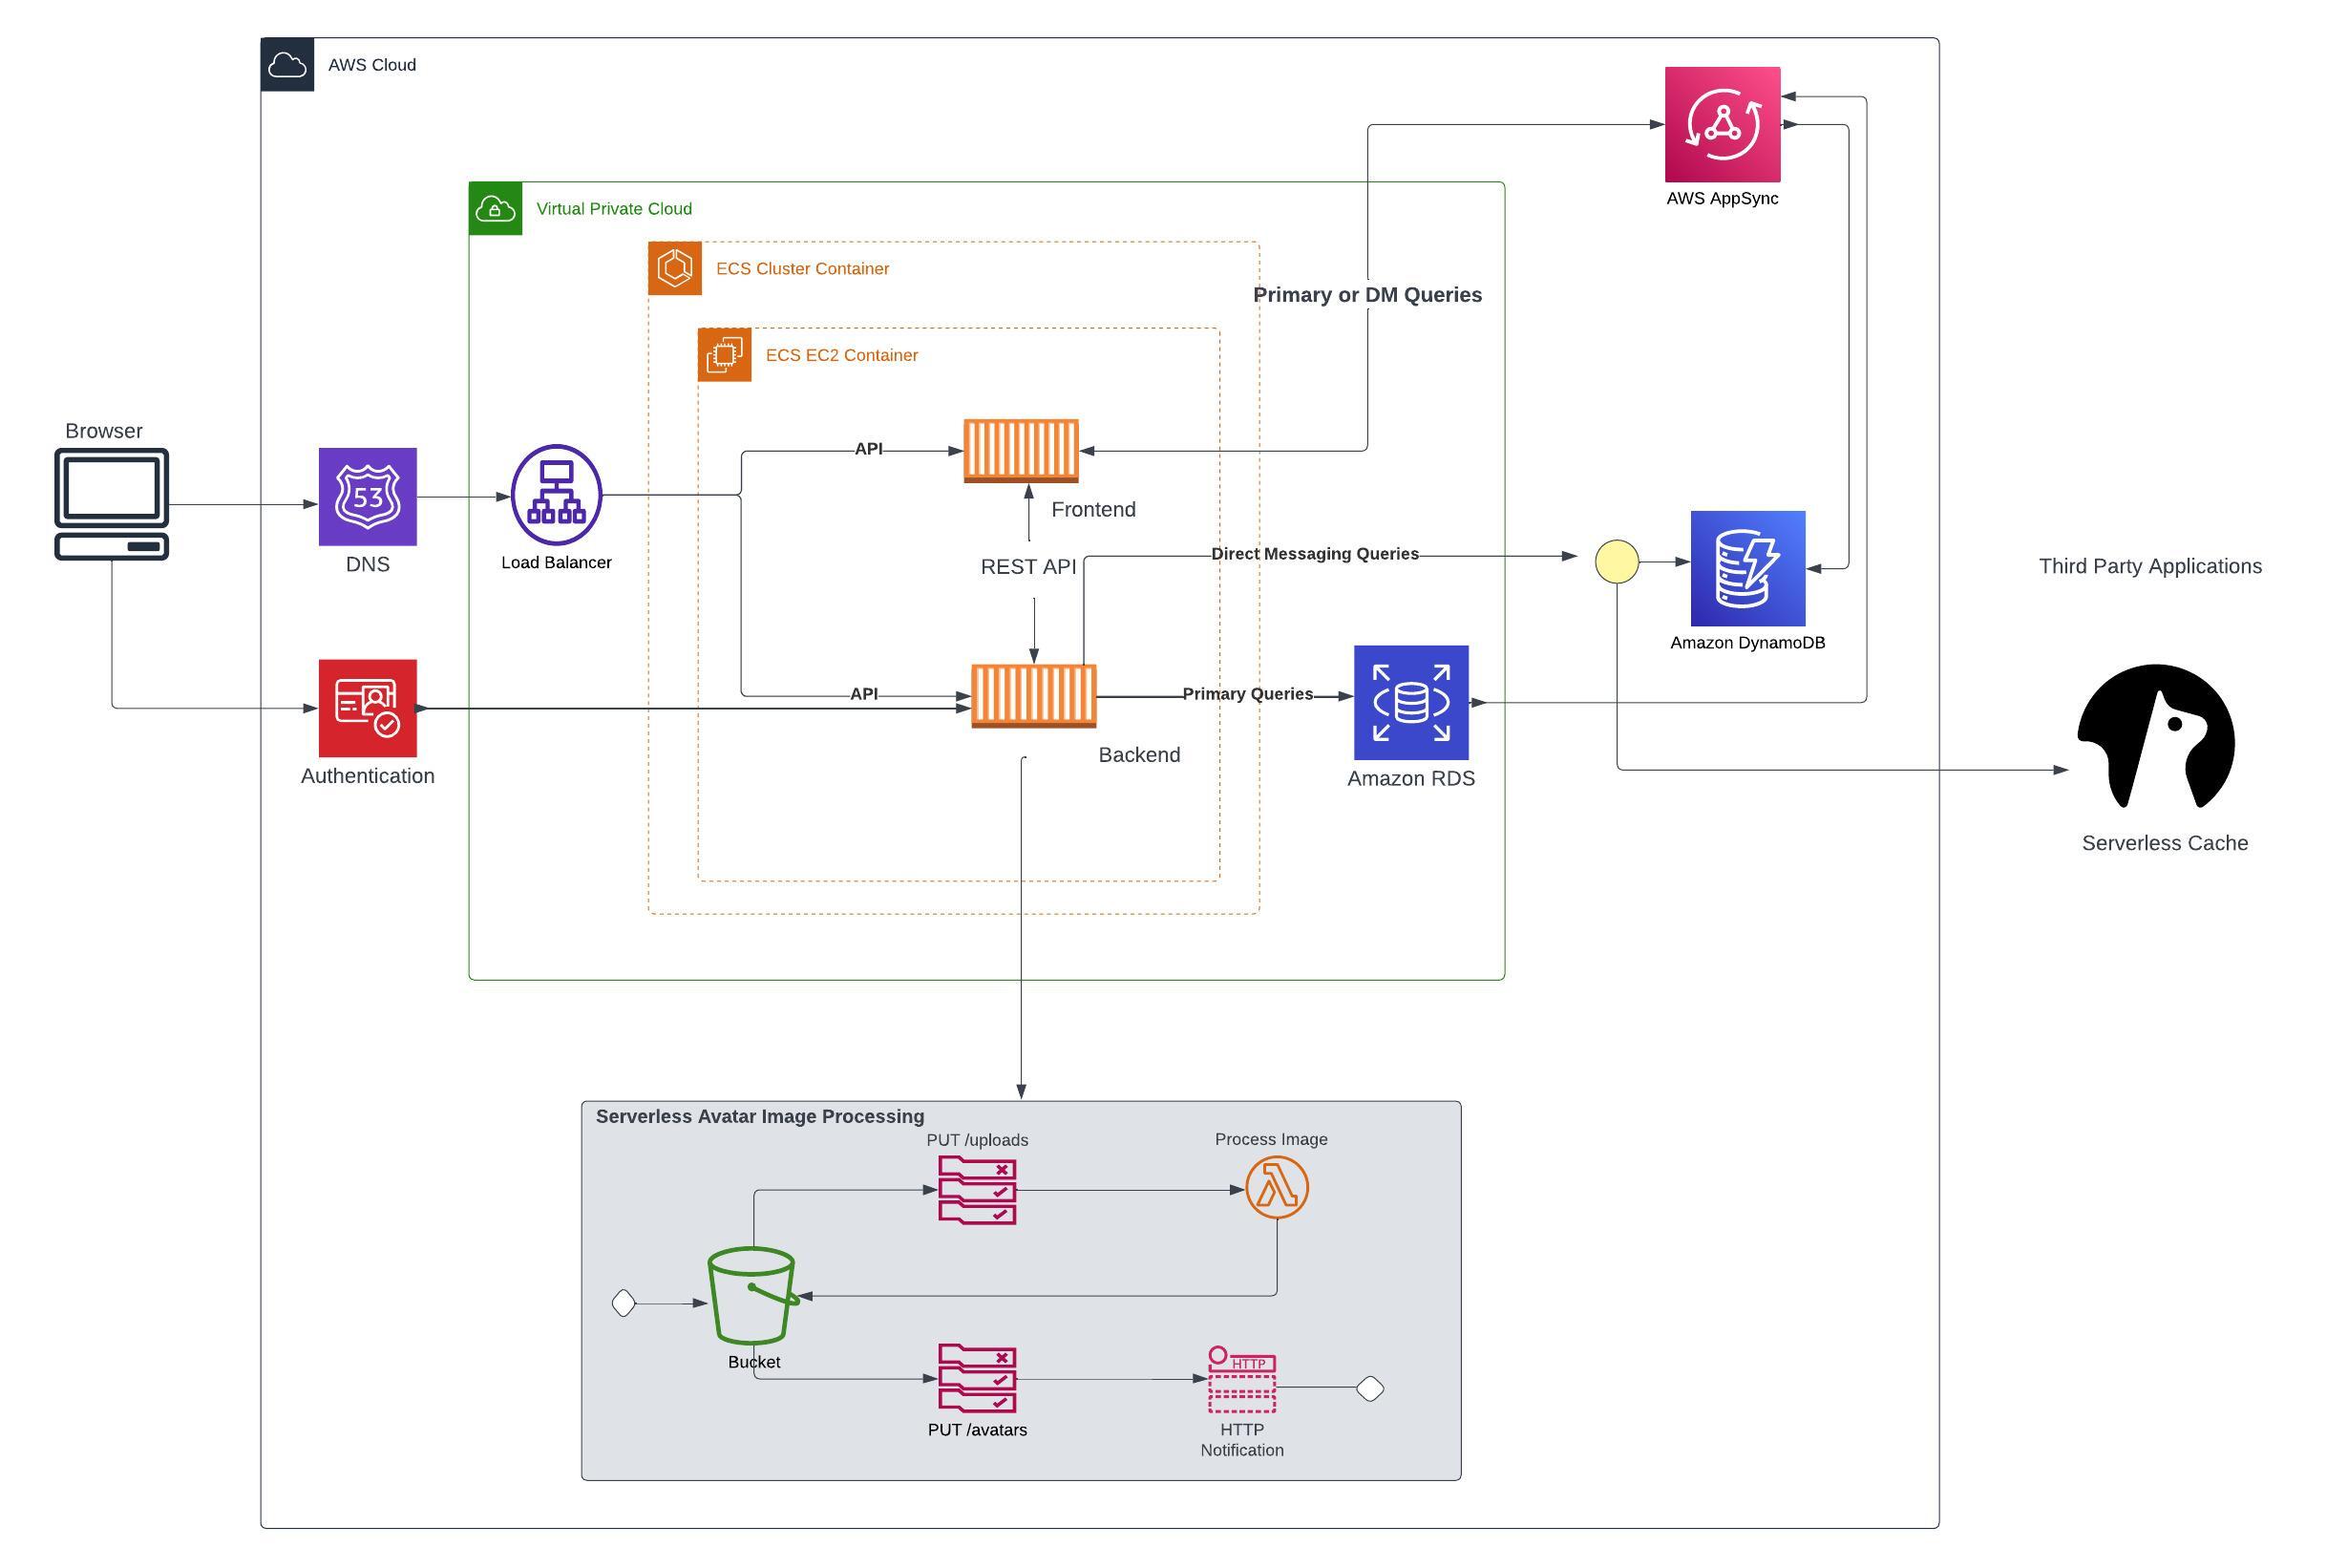 AWS Cloud
AWS AppSync
Virtual Private Cloud
ECS Cluster Container
Primary or DM Queries
ECS EC2 Container
Browser
API
53
Frontend
DNS
Load Balancer
REST API
Direct Messaging Queries
Third Party Applications
Amazon DynamoDB
API
Primary Queries
Backend
Authentication
Amazon RDS
Serverless Cache
Serverless Avatar Image Processing
PUT /uploads
Process Image
Bucket
HTTP
PUT /avatars
HTTP
Notification